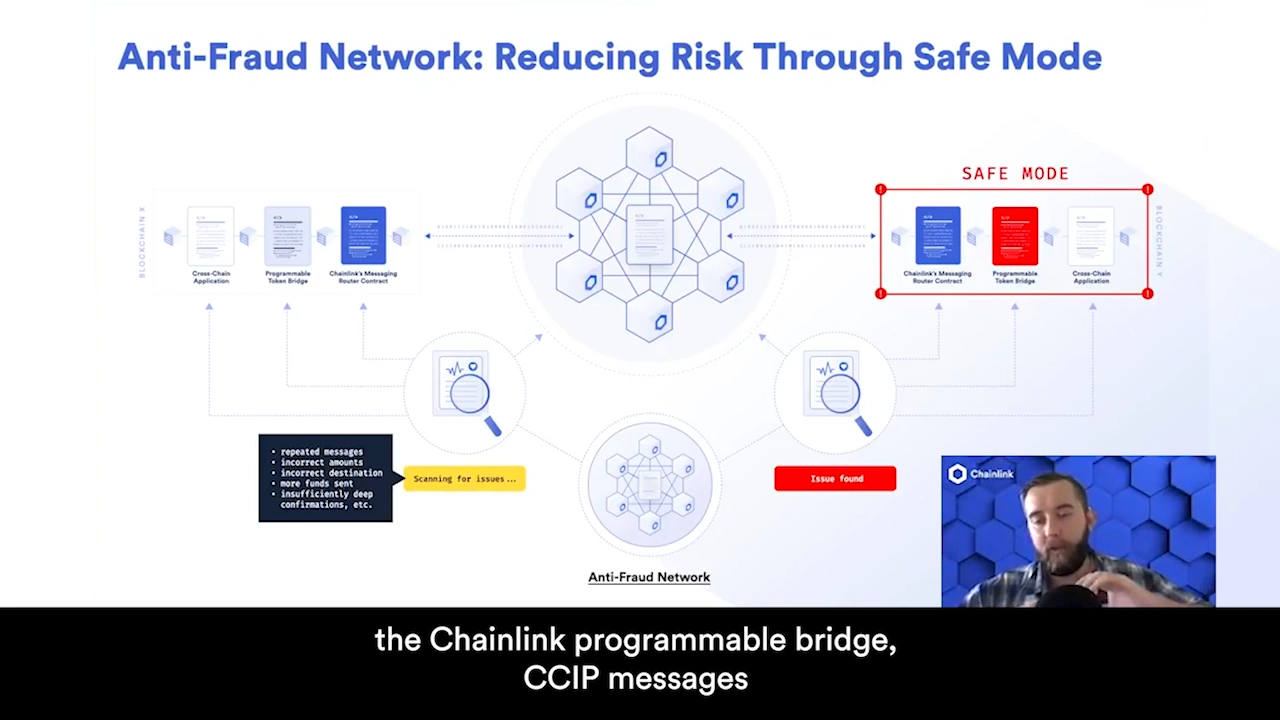 Anti-Fraud Network: Reducing Risk Through Safe Mode
SAFE MODE
BLOCKCHAIN X
Cross-Chain
Application
Programmable
Token Bridge
Chainlink's Messaging
Router Contract
Chainlink's Messaging
Router Contract
Programmable
Token Bridge
Cross-Chain
Application
BLOCKCHAIN Y
• repeated messages
• incorrect amounts
• incorrect destination
• more funds sent
• insufficiently deep
confirmations, etc.
Scanning for issues...
Issue found
Anti-Fraud Network
Chainlink
the Chainlink programmable bridge,
CCIP messages